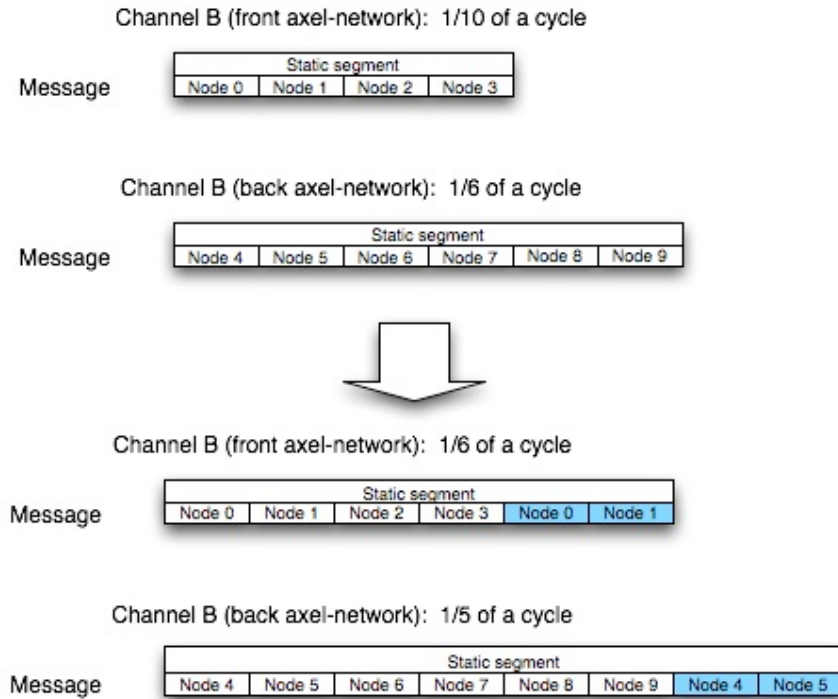 Channel B (front axel-network): 1/10 of a cycle
Static segment
Message Node 0 Node 1 Node 2 Node 3
Channel B (back axel-network): 1/6 of a cycle
Static segment
Message Node 4 Node 5 Node 6 Node 7 Node 8 Node 9
Channel B (front axel-network): 1/6 of a cycle
Static segment
Message Node 0 Node 1 Node 2 Node 3 Node 0 Node 1
Channel B (back axel-network): 1/5 of a cycle
Static segment
Message Node 4 Node 5 Node 6 Node 7 Node 8 Node 9 Node 4 Node 5